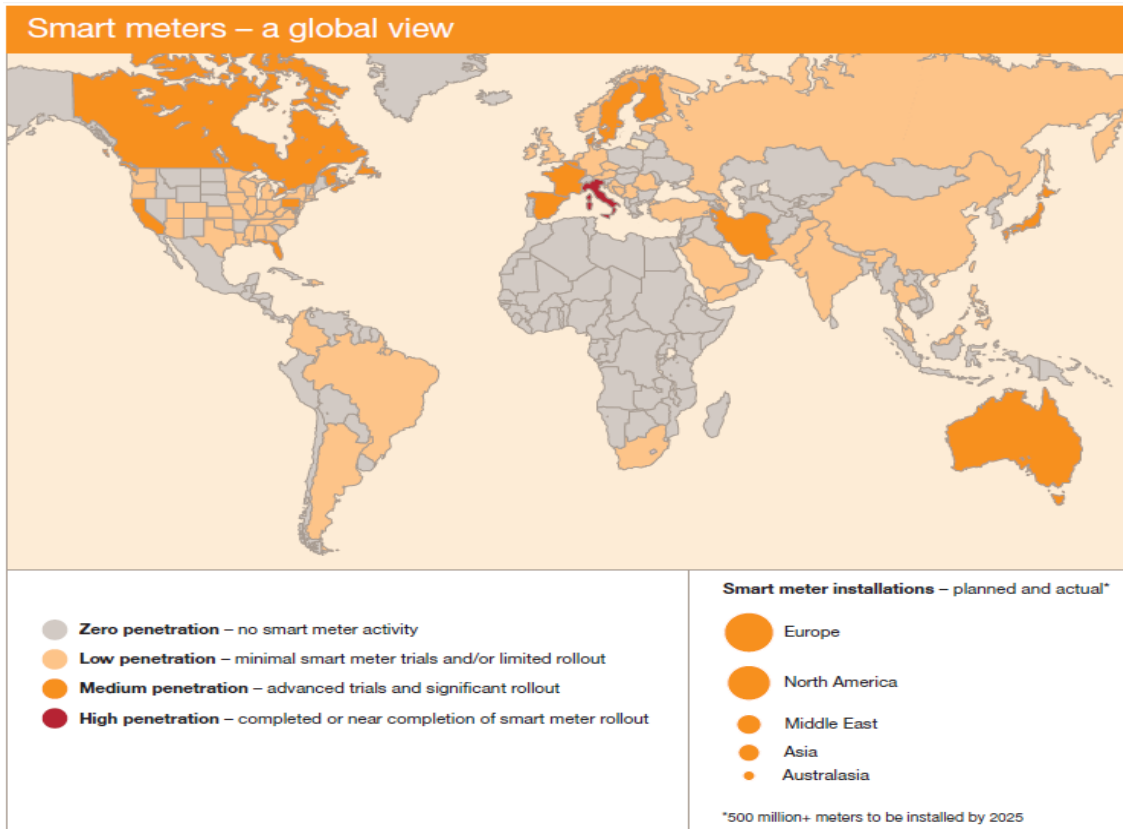 Smart meters – a global view
Zero penetration – no smart meter activity
Low penetration – minimal smart meter trials and/or limited rollout
Medium penetration – advanced trials and significant rollout
High penetration – completed or near completion of smart meter rollout
Smart meter installations – planned and actual*
Europe
North America
Middle East
Asia
Australasia
*500 million+ meters to be installed by 2025